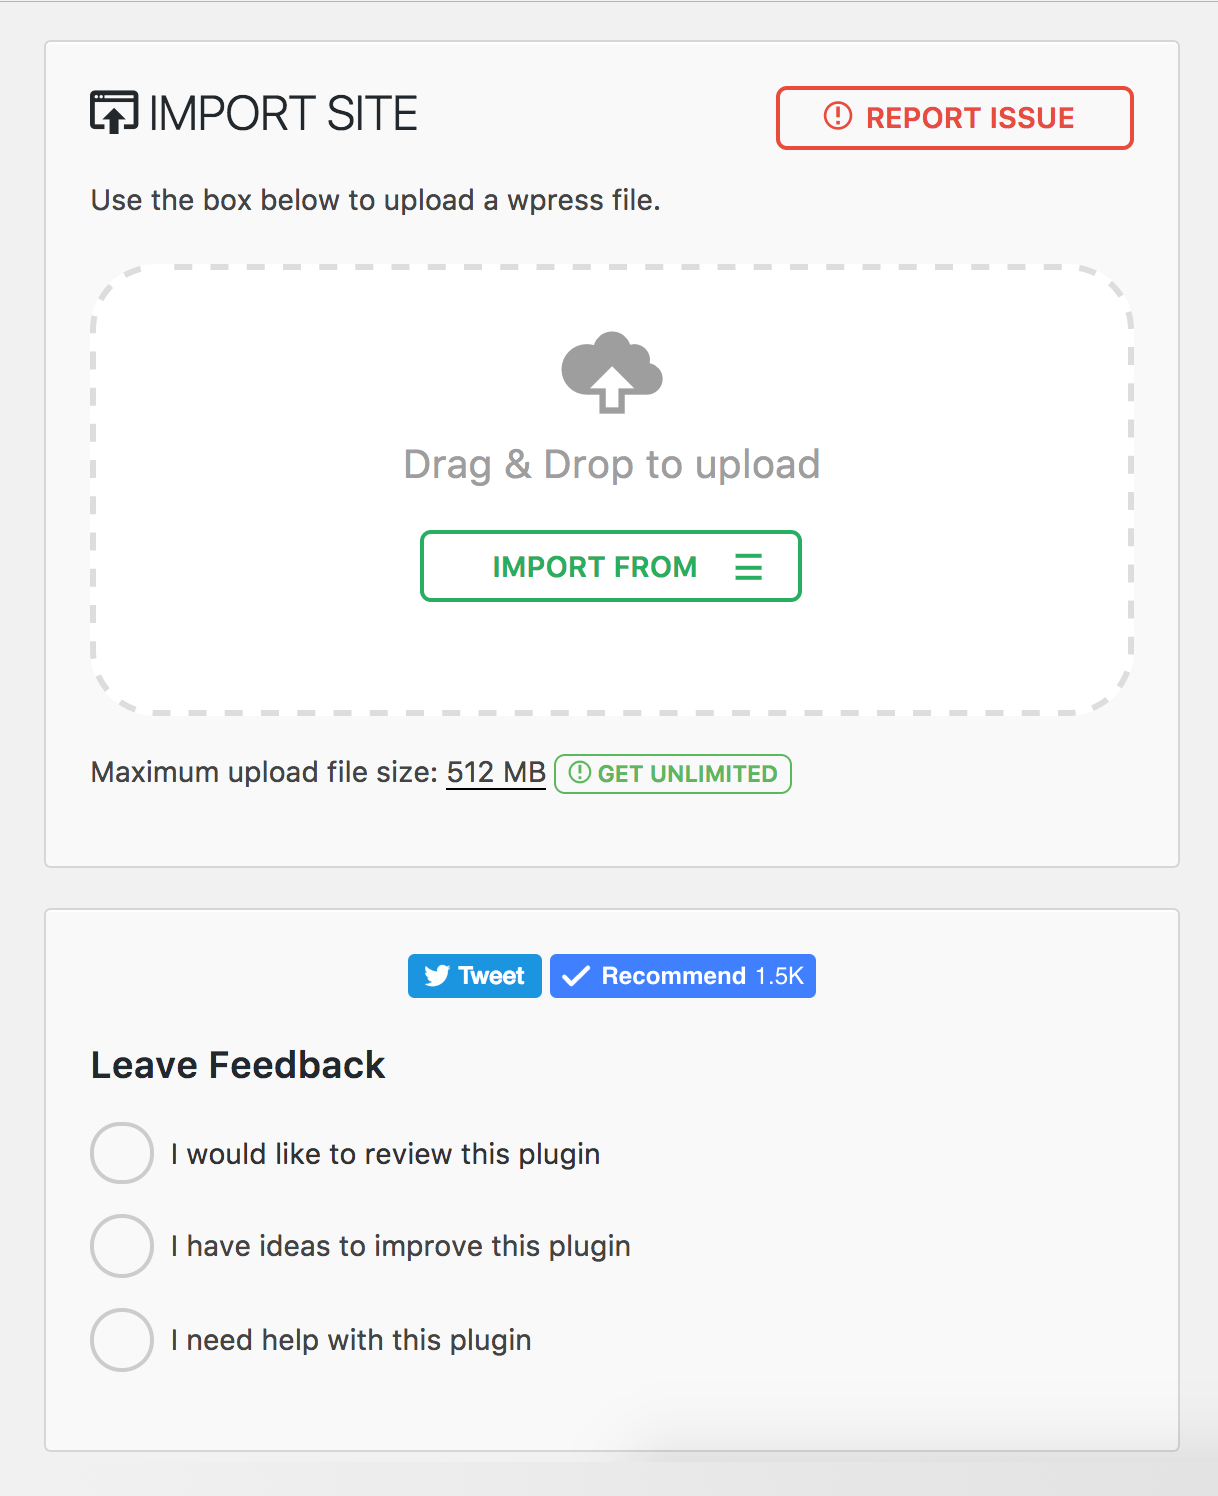 IMPORT SITE
REPORT ISSUE
Use the box below to upload a wpress file.
Drag & Drop to upload
IMPORT FROM
Maximum upload file size: 512 MB GET UNLIMITED
Tweet Recommend 1.5K
Leave Feedback
I would like to review this plugin
I have ideas to improve this plugin
I need help with this plugin